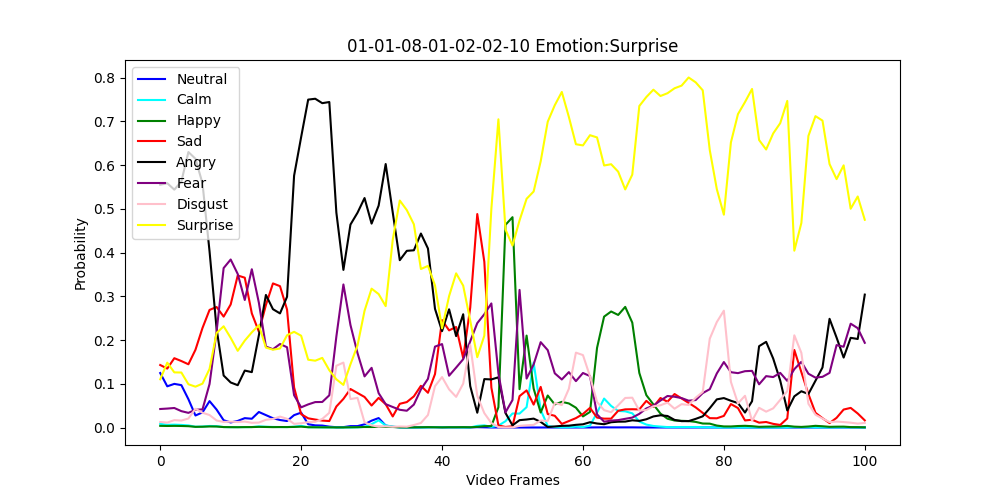 01-01-08-01-02-02-10 Emotion:Surprise
Probability
0.8
0.7
0.6
0.5
0.4
0.3
0.2
0.1
0.0
Neutral
Calm
Happy
Sad
Angry
Fear
Disgust
Surprise
0 20 40 60 80 100
Video Frames